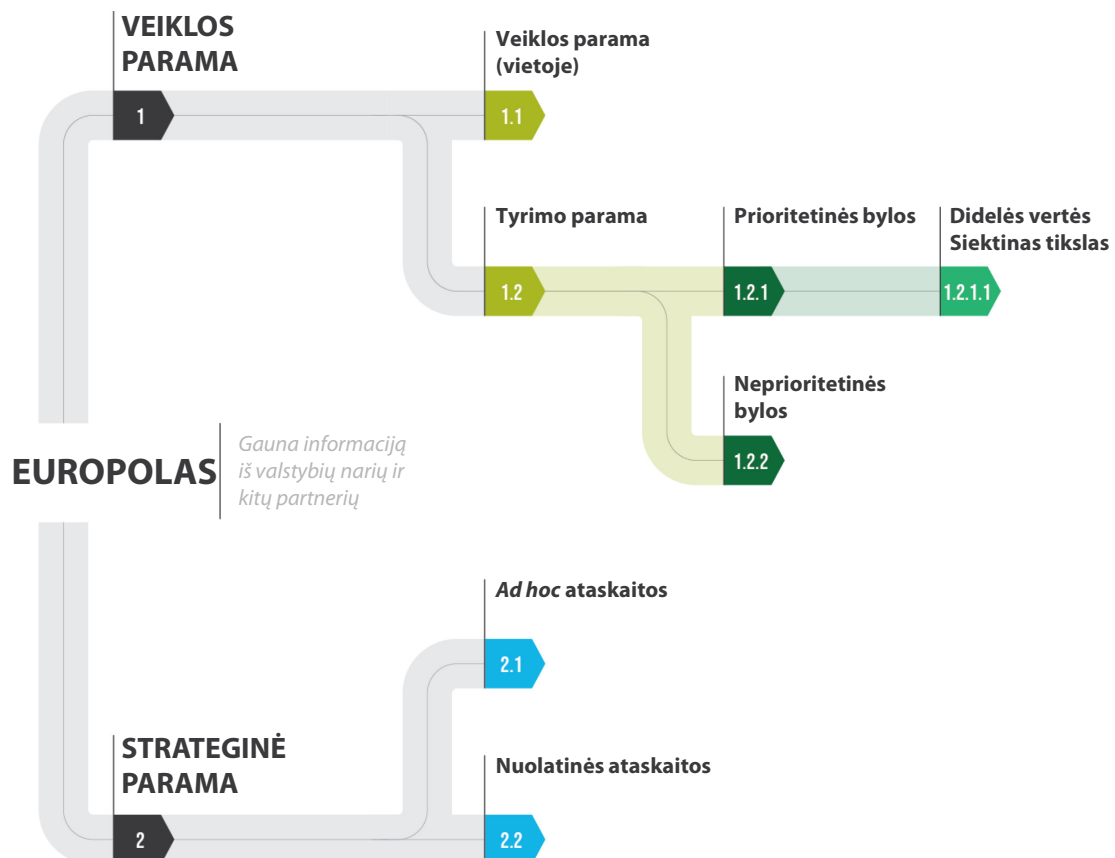 VEIKLOS
PARAMA
1
Veiklos parama
(vietoje)
1.1
Tyrimo parama
1.2
Prioritetinės bylos
1.2.1
Didelės vertės
Siektinas tikslas
1.2.1.1
Neprioritetinės
bylos
1.2.2
EUROPOLAS
Gauna informaciją
iš valstybių narių ir
kitų partnerių
Ad hoc ataskaitos
2.1
STRATEGINĖ
PARAMA
2
Nuolatinės ataskaitos
2.2